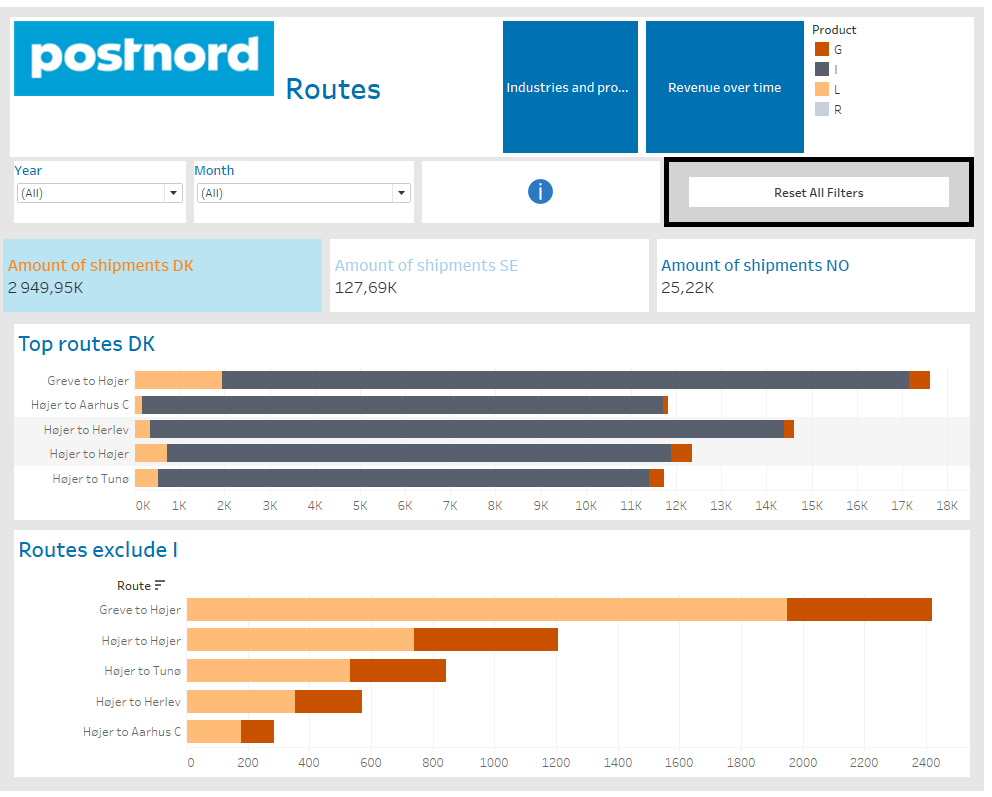 postnord
Routes
Industries and pro...
Revenue over time
Product
G
I
L
R
Year
(All)
Month
(All)
i
Reset All Filters
Amount of shipments DK
2 949,95K
Amount of shipments SE
127,69K
Amount of shipments NO
25,22K
Top routes DK
Greve to Højer
Højer to Aarhus C
Højer to Herlev
Højer to Højer
Højer to Tunø
0K 1K 2K 3K 4K 5K 6K 7K 8K 9K 10K 11K 12K 13K 14K 15K 16K 17K 18K
Routes exclude I
Route
Greve to Højer
Højer to Højer
Højer to Tunø
Højer to Herlev
Højer to Aarhus C
0 200 400 600 800 1000 1200 1400 1600 1800 2000 2200 2400